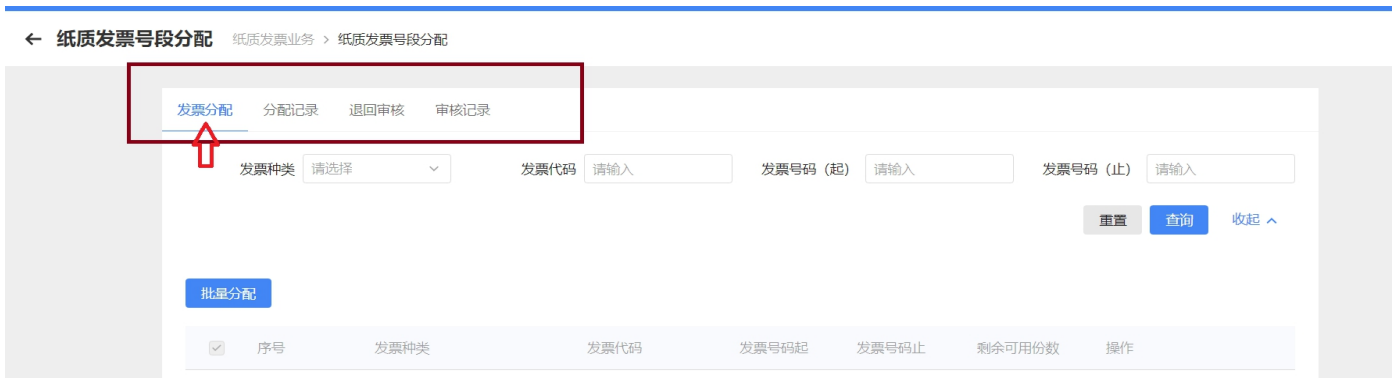 纸质发票号段分配 纸质发票业务 > 纸质发票号段分配
发票分配 分配记录 退回审核 审核记录
发票种类 请选择 发票代码 请输入 发票号码（起） 请输入 发票号码（止） 请输入
重置 查询 收起
批量分配
序号 发票种类 发票代码 发票号码起 发票号码止 剩余可用份数 操作